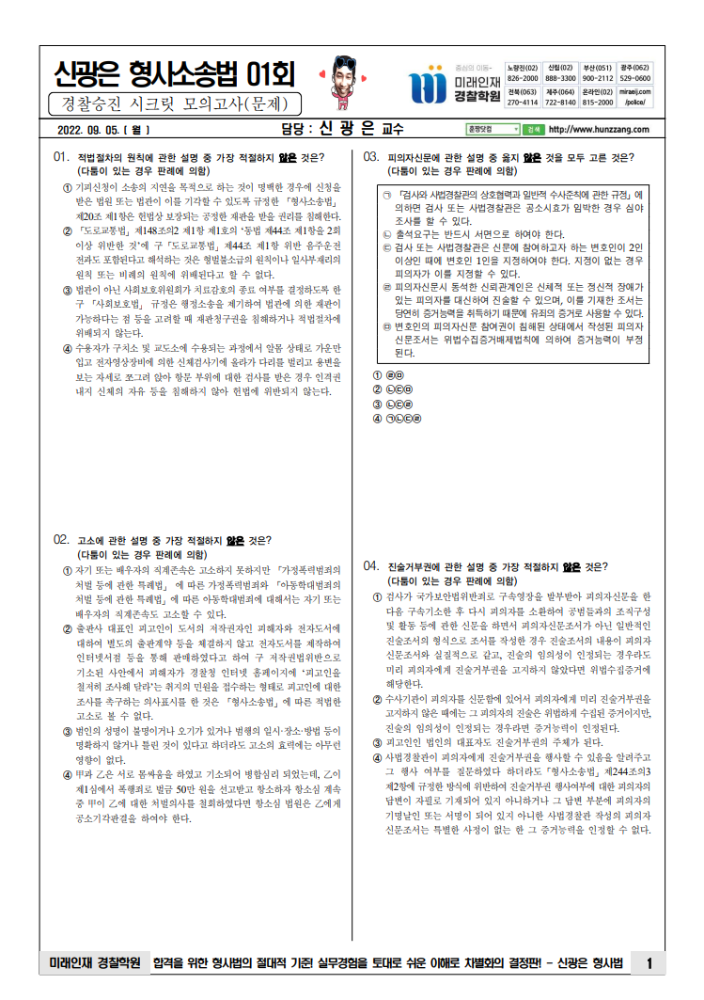 신광은 형사소송법 01회
경찰승진 시크릿 모의고사(문제)
중심의 이동~
미래인재
경찰학원
노량진(02) 신림(02) 부산(051) 광주(062)
826-2000 888-3300 900-2112 529-0600
전북(063) 제주(064) 온라인(02) miraeij.com
270-4114 722-8140 815-2000 /police/
2022. 09. 05. ( 월 )
담당 : 신 광 은 교수
훈짱닷컴 검색 http://www.hunzzang.com
01. 적법절차의 원칙에 관한 설명 중 가장 적절하지 않은 것은?
(다툼이 있는 경우 판례에 의함)
① 기피신청이 소송의 지연을 목적으로 하는 것이 명백한 경우에 신청을
받은 법원 또는 법관이 이를 기각할 수 있도록 규정한 「형사소송법」
제20조 제1항은 헌법상 보장되는 공정한 재판을 받을 권리를 침해한다.
② 「도로교통법」 제148조의2 제1항 제1호의 ‘동법 제44조 제1항을 2회
이상 위반한 것’에 구 「도로교통법」 제44조 제1항 위반 음주운전
전과도 포함된다고 해석하는 것은 형벌불소급의 원칙이나 일사부재리의
원칙 또는 비례의 원칙에 위배된다고 할 수 없다.
③ 법관이 아닌 사회보호위원회가 치료감호의 종료 여부를 결정하도록 한
구 「사회보호법」 규정은 행정소송을 제기하여 법관에 의한 재판이
가능하다는 점 등을 고려할 때 재판청구권을 침해하거나 적법절차에
위배되지 않는다.
④ 수용자가 구치소 및 교도소에 수용되는 과정에서 알몸 상태로 가운만
입고 전자영상장비에 의한 신체검사기에 올라가 다리를 벌리고 용변을
보는 자세로 쪼그려 앉아 항문 부위에 대한 검사를 받은 경우 인격권
내지 신체의 자유 등을 침해하지 않아 헌법에 위반되지 않는다.
02. 고소에 관한 설명 중 가장 적절하지 않은 것은?
(다툼이 있는 경우 판례에 의함)
① 자기 또는 배우자의 직계존속은 고소하지 못하지만 「가정폭력범죄의
처벌 등에 관한 특례법」 에 따른 가정폭력범죄와 「아동학대범죄의
처벌 등에 관한 특례법」에 따른 아동학대범죄에 대해서는 자기 또는
배우자의 직계존속도 고소할 수 있다.
② 출판사 대표인 피고인이 도서의 저작권자인 피해자와 전자도서에
대하여 별도의 출판계약 등을 체결하지 않고 전자도서를 제작하여
인터넷서점 등을 통해 판매하였다고 하여 구 저작권법위반으로
기소된 사안에서 피해자가 경찰청 인터넷 홈페이지에 ‘피고인을
철저히 조사해 달라’는 취지의 민원을 접수하는 형태로 피고인에 대한
조사를 촉구하는 의사표시를 한 것은 「형사소송법」에 따른 적법한
고소로 볼 수 없다.
③ 범인의 성명이 불명이거나 오기가 있거나 범행의 일시·장소·방법 등이
명확하지 않거나 틀린 것이 있다고 하더라도 고소의 효력에는 아무런
영향이 없다.
④ 甲과 乙은 서로 몸싸움을 하였고 기소되어 병합심리 되었는데, 乙이
제1심에서 폭행죄로 벌금 50만 원을 선고받고 항소하자 항소심 계속
중 甲이 乙에 대한 처벌의사를 철회하였다면 항소심 법원은 乙에게
공소기각판결을 하여야 한다.
03. 피의자신문에 관한 설명 중 옳지 않은 것을 모두 고른 것은?
(다툼이 있는 경우 판례에 의함)
㉠ 「검사와 사법경찰관의 상호협력과 일반적 수사준칙에 관한 규정」에
의하면 검사 또는 사법경찰관은 공소시효가 임박한 경우 심야
조사를 할 수 있다.
㉡ 출석요구는 반드시 서면으로 하여야 한다.
㉢ 검사 또는 사법경찰관은 신문에 참여하고자 하는 변호인이 2인
이상인 때에 변호인 1인을 지정하여야 한다. 지정이 없는 경우
피의자가 이를 지정할 수 있다.
㉣ 피의자신문시 동석한 신뢰관계인은 신체적 또는 정신적 장애가
있는 피의자를 대신하여 진술할 수 있으며, 이를 기재한 조서는
당연히 증거능력을 취득하기 때문에 유죄의 증거로 사용할 수 있다.
㉤ 변호인의 피의자신문 참여권이 침해된 상태에서 작성된 피의자
신문조서는 위법수집증거배제법칙에 의하여 증거능력이 부정
된다.
① ㉣㉤
② ㉡㉢㉤
③ ㉡㉢㉣
④ ㉠㉡㉢㉣
04. 진술거부권에 관한 설명 중 가장 적절하지 않은 것은?
(다툼이 있는 경우 판례에 의함)
① 검사가 국가보안법위반죄로 구속영장을 발부받아 피의자신문을 한
다음 구속기소한 후 다시 피의자를 소환하여 공범들과의 조직구성
및 활동 등에 관한 신문을 하면서 피의자신문조서가 아닌 일반적인
진술조서의 형식으로 조서를 작성한 경우 진술조서의 내용이 피의자
신문조서와 실질적으로 같고, 진술의 임의성이 인정되는 경우라도
미리 피의자에게 진술거부권을 고지하지 않았다면 위법수집증거에
해당한다.
② 수사기관이 피의자를 신문함에 있어서 피의자에게 미리 진술거부권을
고지하지 않은 때에는 그 피의자의 진술은 위법하게 수집된 증거이지만,
진술의 임의성이 인정되는 경우라면 증거능력이 인정된다.
③ 피고인인 법인의 대표자도 진술거부권의 주체가 된다.
④ 사법경찰관이 피의자에게 진술거부권을 행사할 수 있음을 알려주고
그 행사 여부를 질문하였다 하더라도「형사소송법」제244조의3
제2항에 규정한 방식에 위반하여 진술거부권 행사여부에 대한 피의자의
답변이 자필로 기재되어 있지 아니하거나 그 답변 부분에 피의자의
기명날인 또는 서명이 되어 있지 아니한 사법경찰관 작성의 피의자
신문조서는 특별한 사정이 없는 한 그 증거능력을 인정할 수 없다.
미래인재 경찰학원 합격을 위한 형사법의 절대적 기준! 실무경험을 토대로 쉬운 이해로 차별화의 결정판! - 신광은 형사법 1